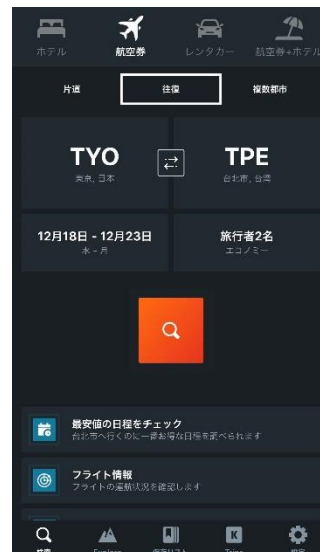 ホテル
航空券
レンタカー
航空券+ホテル
片道
往復
複数都市
TYO
東京, 日本
TPE
台北市, 台湾
12月18日 - 12月23日
水 - 月
旅行者2名
エコノミー
最安値の日程をチェック
台北市へ行くのに一番お得な日程を調べられます
フライト情報
フライトの運航状況を確認します
検索
Explore
K
Trips
設定